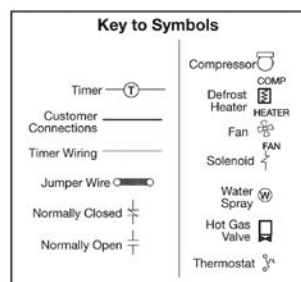 Key to Symbols
Timer
T
Customer
Connections
Timer Wiring
Jumper Wire
Normally Closed
Normally Open
Compressor
COMP
Defrost
Heater
HEATER
Fan
FAN
Solenoid
Water
Spray
W
Hot Gas
Valve
Thermostat